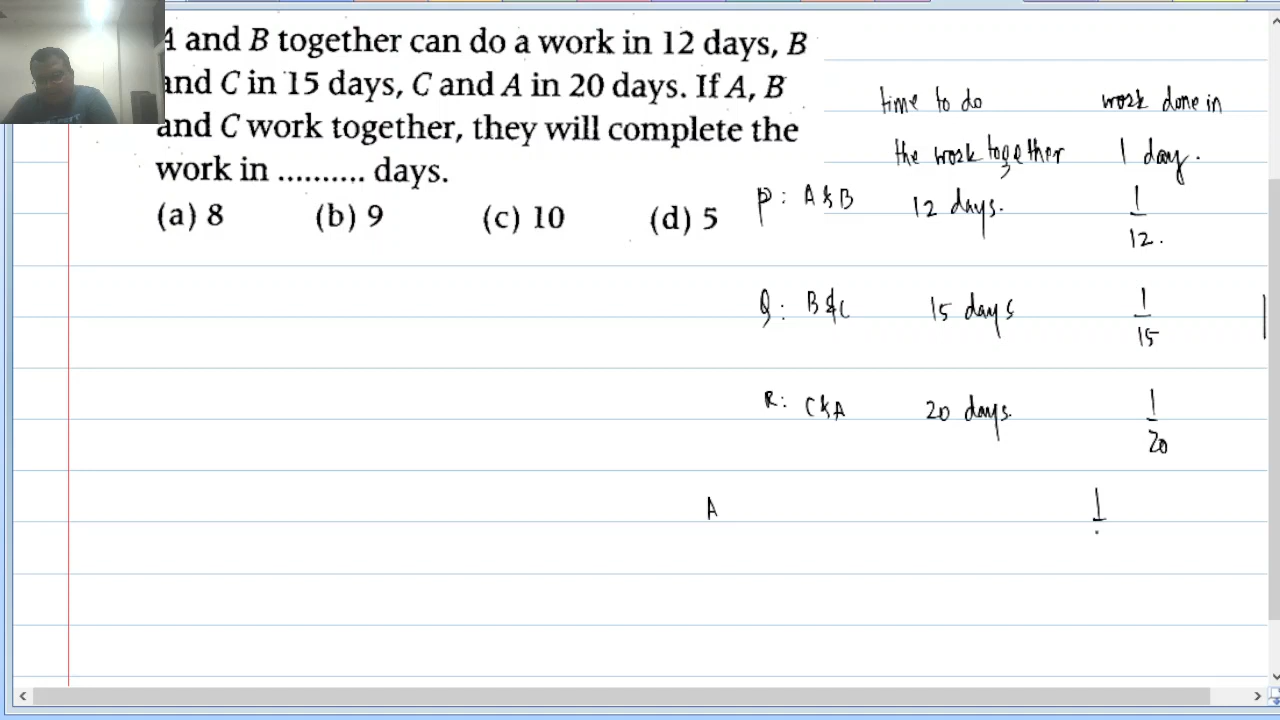 A and B together can do a work in 12 days, B
and C in 15 days, C and A in 20 days. If A, B
and C work together, they will complete the
work in .......... days.
(a) 8 (b) 9 (c) 10 (d) 5
time to do work done in
the work together 1 day.
P: A & B 12 days. 1/12.
Q: B & C 15 days 1/15
R: C & A 20 days. 1/20
A 1